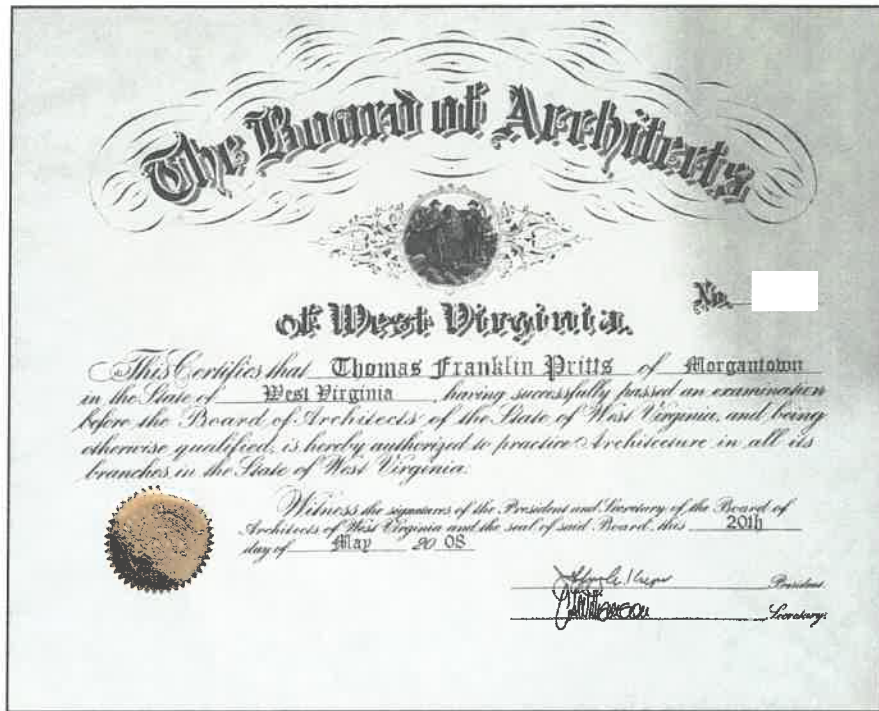 The Board of Architects
of West Virginia.
No.
This Certifies that Thomas Franklin Pritts of Morgantown
in the State of West Virginia, having successfully passed an examination
before the Board of Architects of the State of West Virginia, and being
otherwise qualified, is hereby authorized to practice Architecture in all its
branches in the State of West Virginia.
Witness the signatures of the President and Secretary of the Board of
Architects of West Virginia and the seal of said Board, this 20th
day of May 20 08
President.
Secretary.